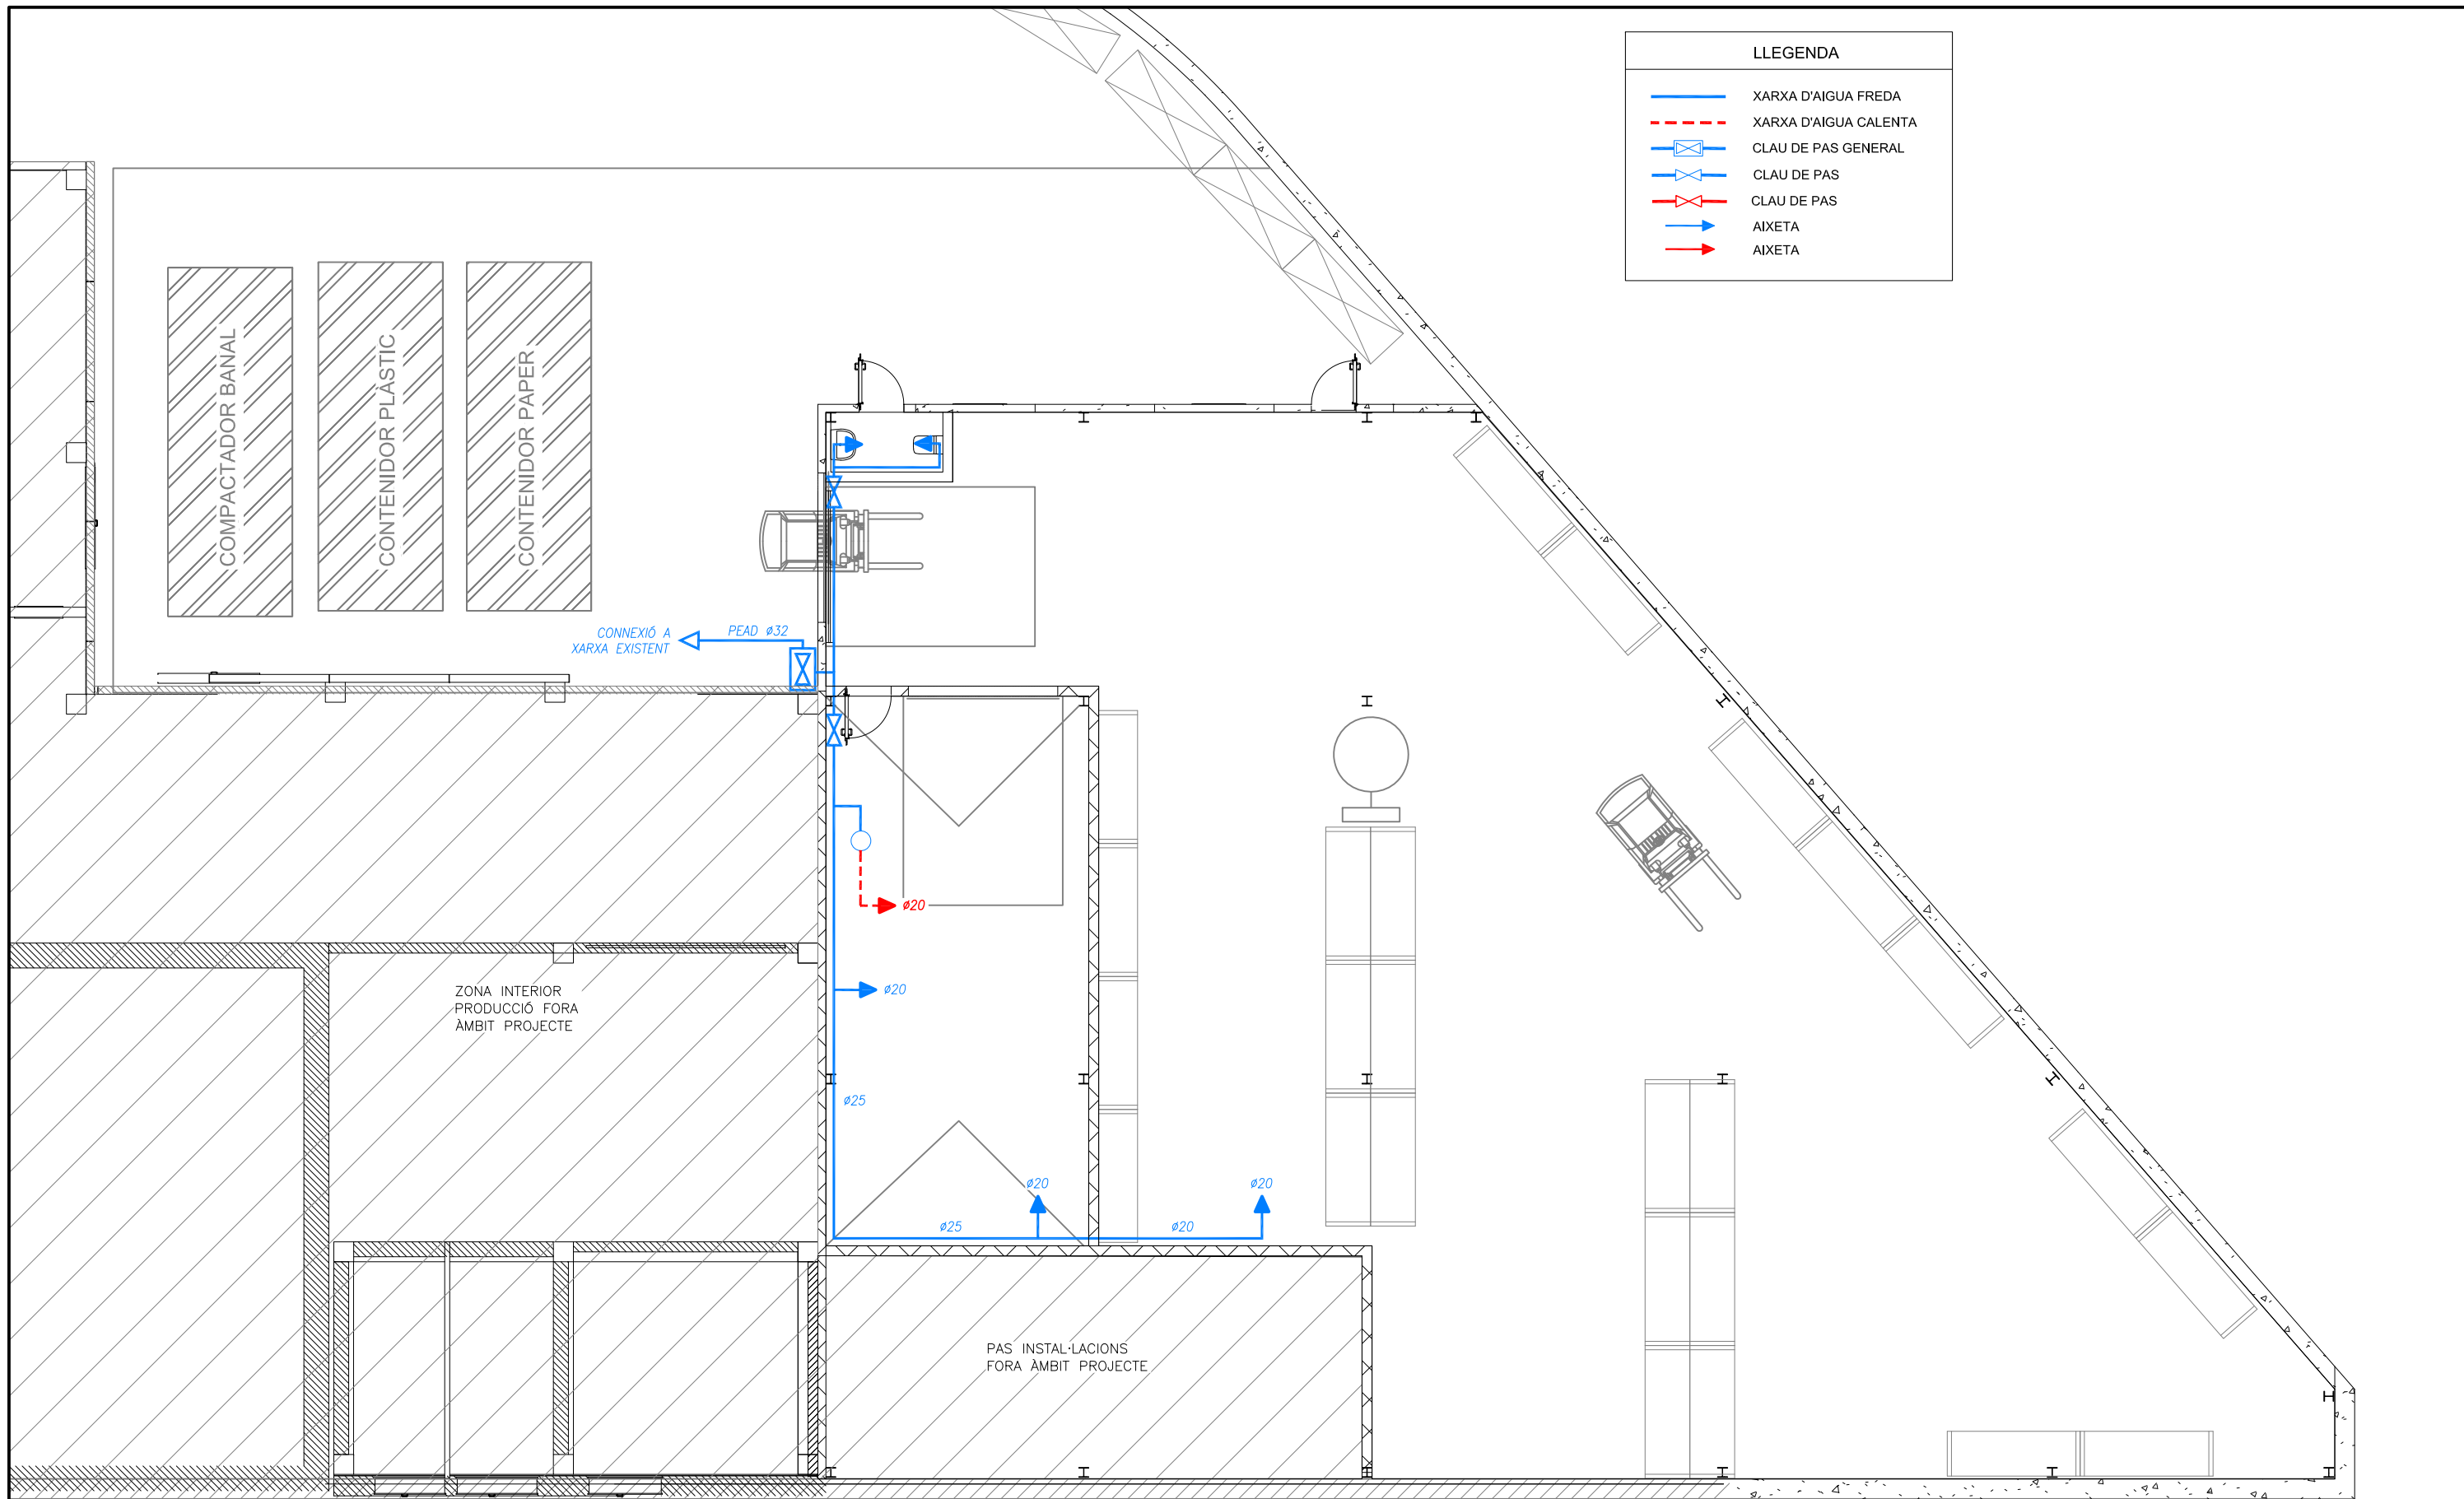 LLEGENDA
XARXA D'AIGUA FREDA
XARXA D'AIGUA CALENTA
CLAU DE PAS GENERAL
CLAU DE PAS
CLAU DE PAS
AIXETA
AIXETA
COMPACTADOR BANAL
CONTENIDOR PLÀSTIC
CONTENIDOR PAPER
CONNEXIÓ A
XARXA EXISTENT
PEAD ø32
ø20
ø20
ZONA INTERIOR
PRODUCCIÓ FORA
ÀMBIT PROJECTE
ø25
ø20
ø20
ø25
ø20
PAS INSTAL·LACIONS
FORA ÀMBIT PROJECTE